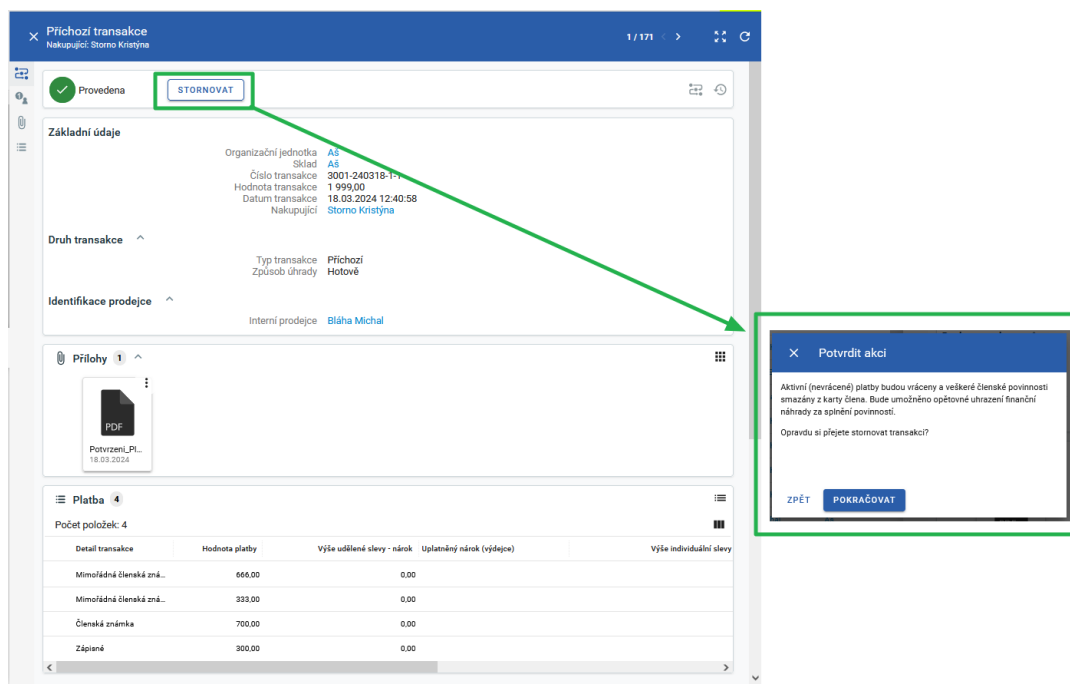 Příchozí transakce
Nakupující: Storno Kristýna
1 / 171
Provedena
STORNOVAT
Základní údaje
Organizační jednotka Aš
Sklad Aš
Číslo transakce 3001-240318-1-1
Hodnota transakce 1 999,00
Datum transakce 18.03.2024 12:40:58
Nakupující Storno Kristýna
Druh transakce
Typ transakce Příchozí
Způsob úhrady Hotově
Identifikace prodejce
Interní prodejce Bláha Michal
Přílohy 1
PDF
Potvrzeni_Pl...
18.03.2024
Platba 4
Počet položek: 4
Detail transakce Hodnota platby Výše udělené slevy - nárok Uplatněný nárok (výdejce) Výše individuální slevy
Mimořádná členská zná... 666,00 0,00
Mimořádná členská zná... 333,00 0,00
Členská známka 700,00 0,00
Zápisné 300,00 0,00
Potvrdit akci
Aktivní (nevrácené) platby budou vráceny a veškeré členské povinnosti
smazány z karty člena. Bude umožněno opětovné uhrazení finanční
náhrady za splnění povinností.
Opravdu si přejete stornovat transakci?
ZPĚT POKRAČOVAT